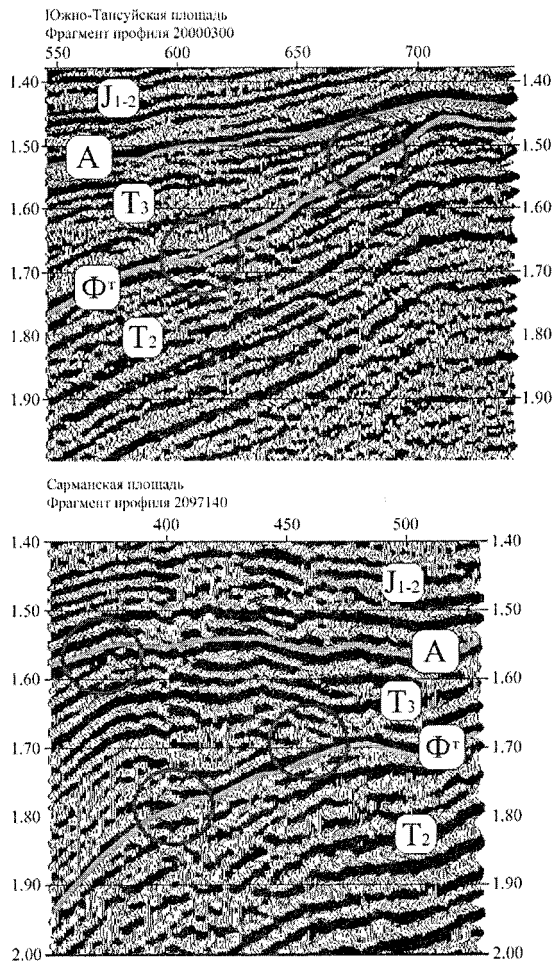 Южно-Тансуйская площадь
Фрагмент профиля 20000300
550 600 650 700
1.40 1.40
J1-2
1.50 1.50
A
T3
1.60 1.60
1.70 1.70
Фт
1.80 1.80
T2
1.90 1.90
Сарманская площадь
Фрагмент профиля 2097140
400 450 500
1.40 1.40
J1-2
1.50 1.50
A
1.60 1.60
T3
1.70 1.70
Фт
1.80 1.80
T2
1.90 1.90
2.00 2.00